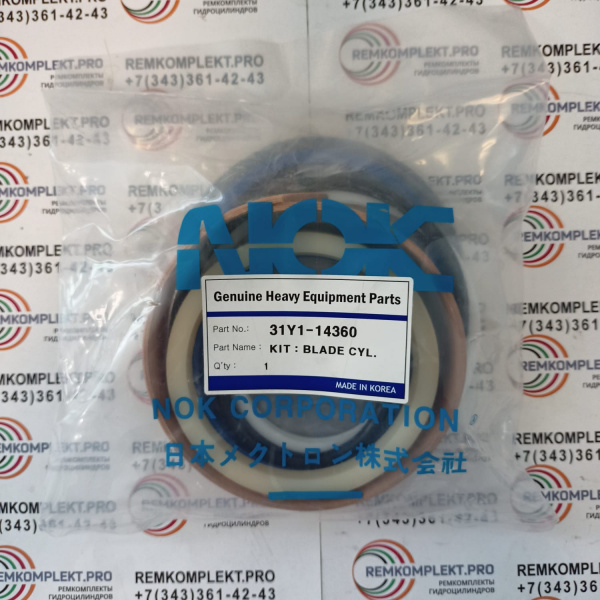 REMKOMPLEKT.PRO
РЕМКОМПЛЕКТЫ
ГИДРОЦИЛИНДРОВ
+7(343)361-42-43
NOK
Genuine Heavy Equipment Parts
Part No.: 31Y1-14360
Part Name : KIT : BLADE CYL.
Q'ty : 1
MADE IN KOREA
NOK CORPORATION
日本メクトロン株式会社
REMKOMPLEKT.PRO
РЕМКОМПЛЕКТЫ
ГИДРОЦИЛИНДРОВ
+7(343)361-42-43